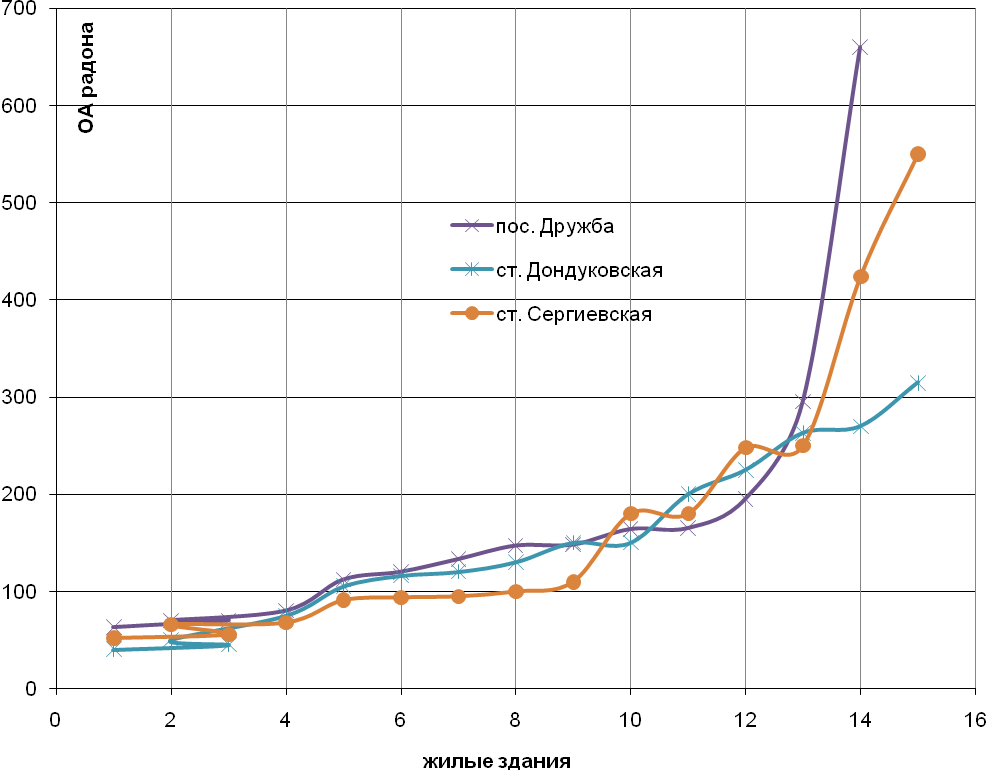 700
600
500
400
300
200
100
0
ОА радона
пос. Дружба
ст. Дондуковская
ст. Сергиевская
0 2 4 6 8 10 12 14 16
жилые здания